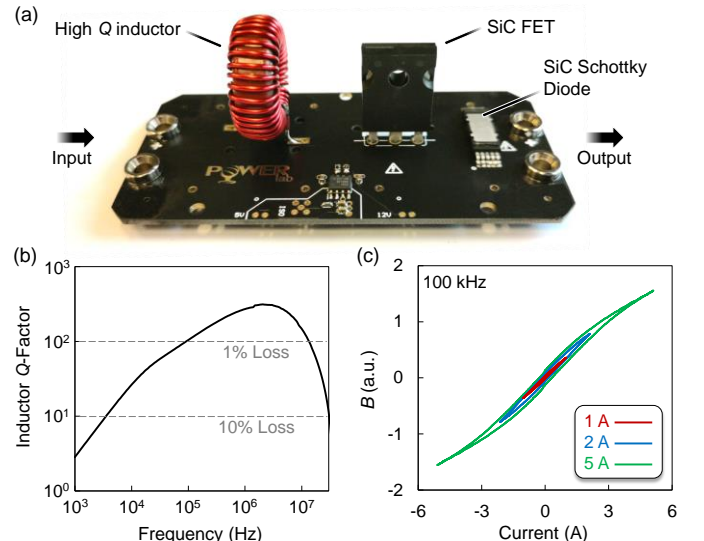 (a)
High Q inductor
SiC FET
SiC Schottky
Diode
Input
Output
POWER
lab
8V
ISO
12V
(b)
Inductor Q-Factor
10³
10²
10¹
10⁰
1% Loss
10% Loss
10³ 10⁴ 10⁵ 10⁶ 10⁷
Frequency (Hz)
(c)
100 kHz
B (a.u.)
2
1
0
-1
-2
1 A
2 A
5 A
-6 -3 0 3 6
Current (A)